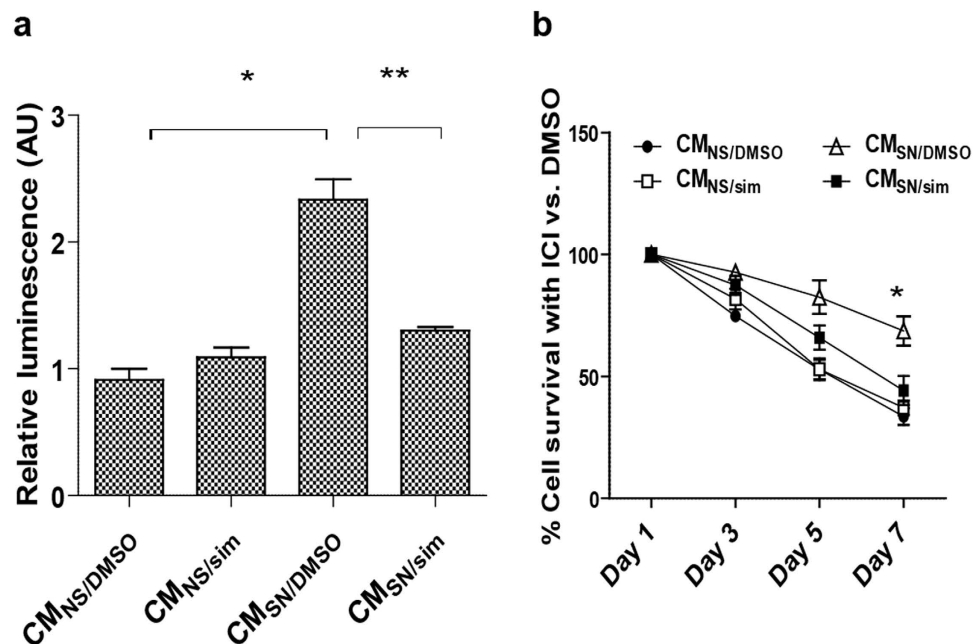 a
* **
Relative luminescence (AU)
3
2
1
0
CMNS/DMSO
CMNS/sim
CMSN/DMSO
CMSN/sim
b
% Cell survival with ICI vs. DMSO
150
100
50
0
CMNS/DMSO CMSN/DMSO
CMNS/sim CMSN/sim
*
Day 1 Day 3 Day 5 Day 7